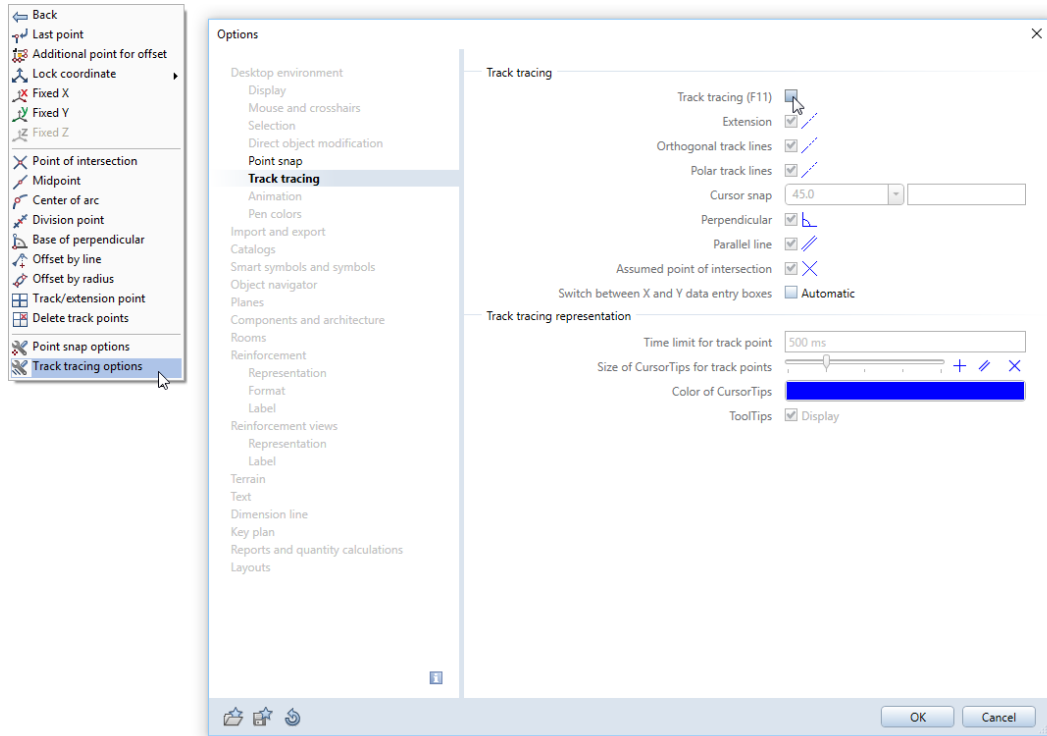 Back
Last point
Additional point for offset
Lock coordinate
Fixed X
Fixed Y
Fixed Z
Point of intersection
Midpoint
Center of arc
Division point
Base of perpendicular
Offset by line
Offset by radius
Track/extension point
Delete track points
Point snap options
Track tracing options
Options
Desktop environment
Display
Mouse and crosshairs
Selection
Direct object modification
Point snap
Track tracing
Animation
Pen colors
Import and export
Catalogs
Smart symbols and symbols
Object navigator
Planes
Components and architecture
Rooms
Reinforcement
Representation
Format
Label
Reinforcement views
Representation
Label
Terrain
Text
Dimension line
Key plan
Reports and quantity calculations
Layouts
Track tracing
Track tracing (F11)
Extension
Orthogonal track lines
Polar track lines
Cursor snap 45.0
Perpendicular
Parallel line
Assumed point of intersection
Switch between X and Y data entry boxes Automatic
Track tracing representation
Time limit for track point 500 ms
Size of CursorTips for track points
Color of CursorTips
ToolTips Display
OK Cancel